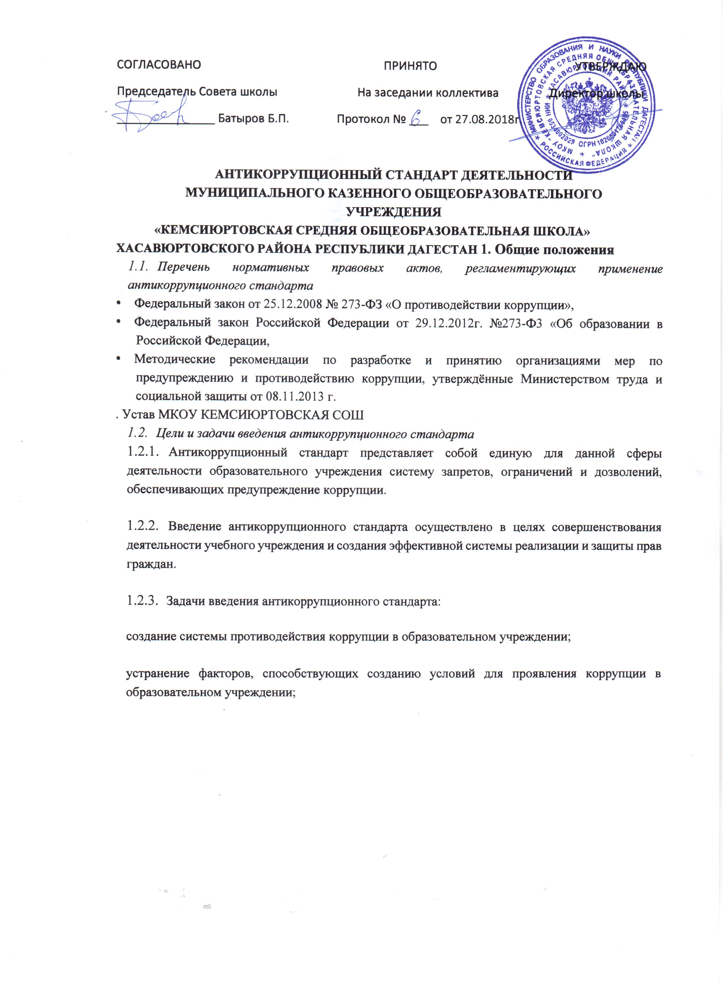 СОГЛАСОВАНО ПРИНЯТО УТВЕРЖДАЮ
Председатель Совета школы На заседании коллектива Директор школы
________________ Батыров Б.П. Протокол № 6 от 27.08.2018г
МИНИСТЕРСТВО ОБРАЗОВАНИЯ И НАУКИ РЕСПУБЛИКИ ДАГЕСТАН * РОССИЙСКАЯ ФЕДЕРАЦИЯ *
МКОУ "КЕМСИЮРТОВСКАЯ СРЕДНЯЯ ОБЩЕОБРАЗОВАТЕЛЬНАЯ ШКОЛА" *
* ХАСАВЮРТОВСКИЙ РАЙОН * ИНН 0534002029 ОГРН
АНТИКОРРУПЦИОННЫЙ СТАНДАРТ ДЕЯТЕЛЬНОСТИ
МУНИЦИПАЛЬНОГО КАЗЕННОГО ОБЩЕОБРАЗОВАТЕЛЬНОГО
УЧРЕЖДЕНИЯ
«КЕМСИЮРТОВСКАЯ СРЕДНЯЯ ОБЩЕОБРАЗОВАТЕЛЬНАЯ ШКОЛА»
ХАСАВЮРТОВСКОГО РАЙОНА РЕСПУБЛИКИ ДАГЕСТАН 1. Общие положения
1.1. Перечень нормативных правовых актов, регламентирующих применение
антикоррупционного стандарта
• Федеральный закон от 25.12.2008 № 273-ФЗ «О противодействии коррупции»,
• Федеральный закон Российской Федерации от 29.12.2012г. №273-ФЗ «Об образовании в
Российской Федерации,
• Методические рекомендации по разработке и принятию организациями мер по
предупреждению и противодействию коррупции, утверждённые Министерством труда и
социальной защиты от 08.11.2013 г.
. Устав МКОУ КЕМСИЮРТОВСКАЯ СОШ
1.2. Цели и задачи введения антикоррупционного стандарта
1.2.1. Антикоррупционный стандарт представляет собой единую для данной сферы
деятельности образовательного учреждения систему запретов, ограничений и дозволений,
обеспечивающих предупреждение коррупции.
1.2.2. Введение антикоррупционного стандарта осуществлено в целях совершенствования
деятельности учебного учреждения и создания эффективной системы реализации и защиты прав
граждан.
1.2.3. Задачи введения антикоррупционного стандарта:
создание системы противодействия коррупции в образовательном учреждении;
устранение факторов, способствующих созданию условий для проявления коррупции в
образовательном учреждении;